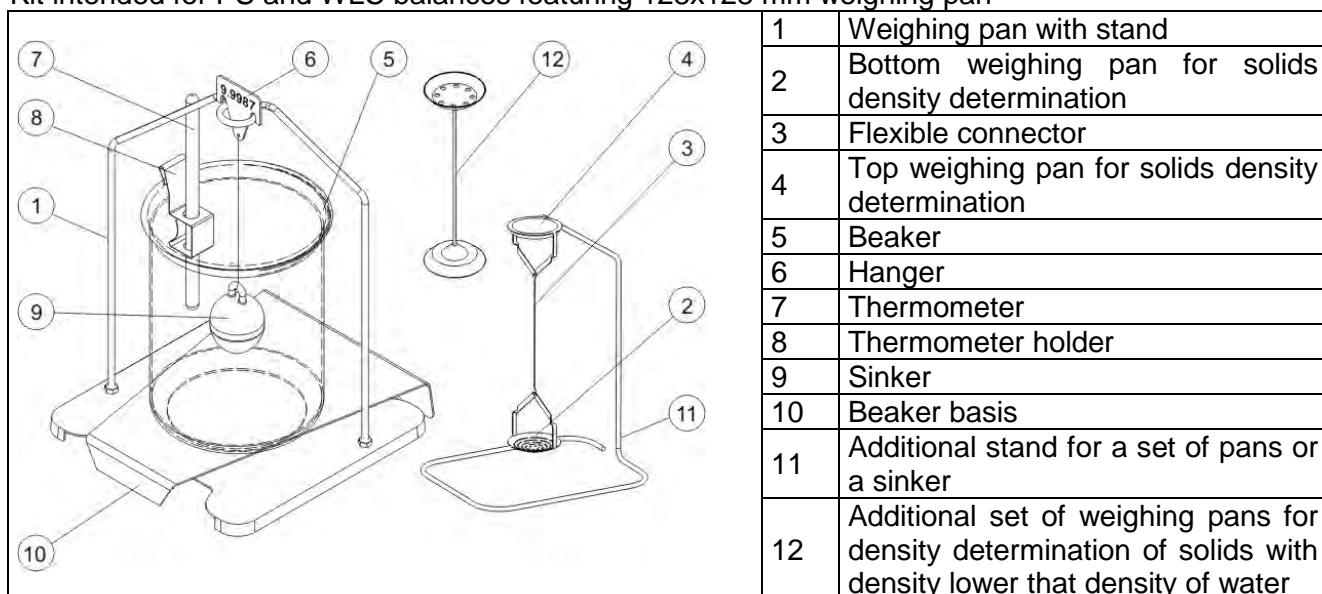 Kit intended for PS and WLC balances featuring 128x128 mm weighing pan
7
6
5
12
4
9.9987
8
3
1
9
2
11
10
1 Weighing pan with stand
2 Bottom weighing pan for solids
density determination
3 Flexible connector
4 Top weighing pan for solids density
determination
5 Beaker
6 Hanger
7 Thermometer
8 Thermometer holder
9 Sinker
10 Beaker basis
11 Additional stand for a set of pans or
a sinker
12 Additional set of weighing pans for
density determination of solids with
density lower that density of water